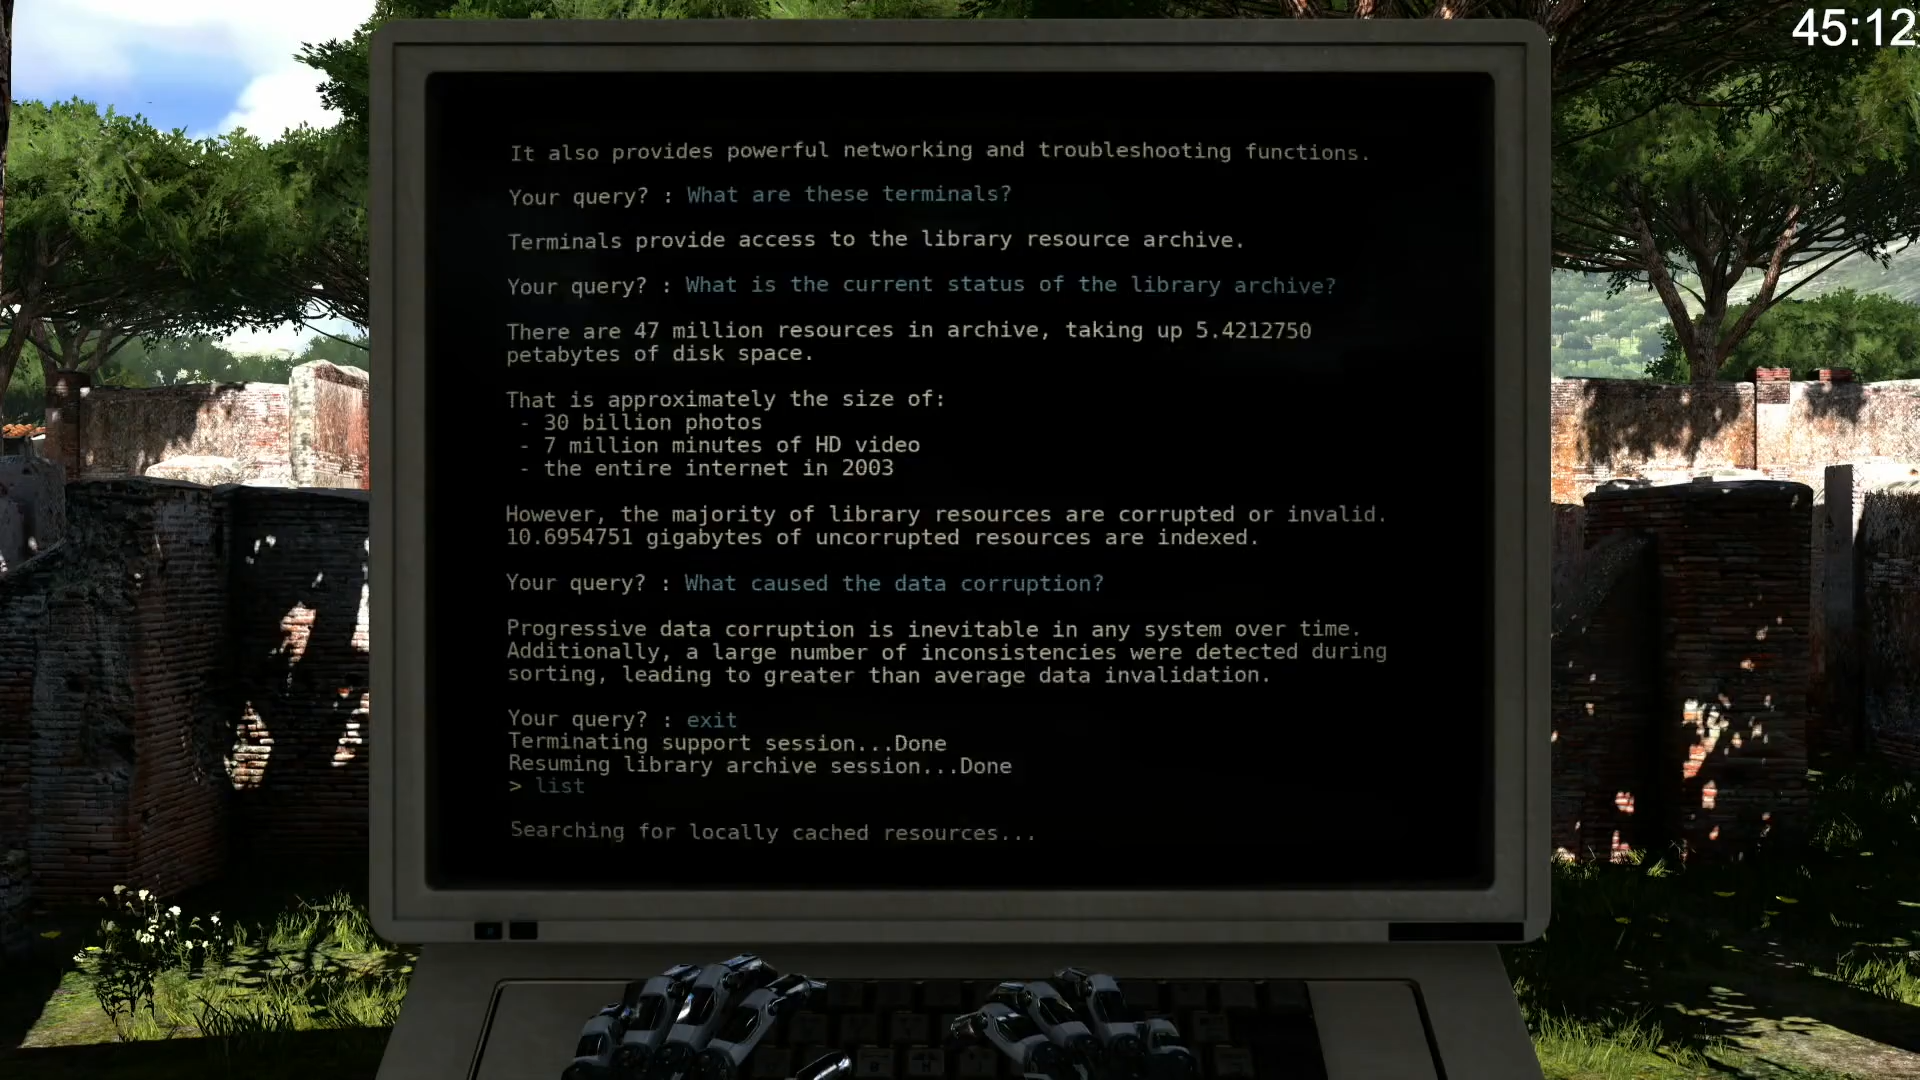 45:12
It also provides powerful networking and troubleshooting functions.
Your query? : What are these terminals?
Terminals provide access to the library resource archive.
Your query? : What is the current status of the library archive?
There are 47 million resources in archive, taking up 5.4212750
petabytes of disk space.
That is approximately the size of:
- 30 billion photos
- 7 million minutes of HD video
- the entire internet in 2003
However, the majority of library resources are corrupted or invalid.
10.6954751 gigabytes of uncorrupted resources are indexed.
Your query? : What caused the data corruption?
Progressive data corruption is inevitable in any system over time.
Additionally, a large number of inconsistencies were detected during
sorting, leading to greater than average data invalidation.
Your query? : exit
Terminating support session...Done
Resuming library archive session...Done
> list
Searching for locally cached resources...